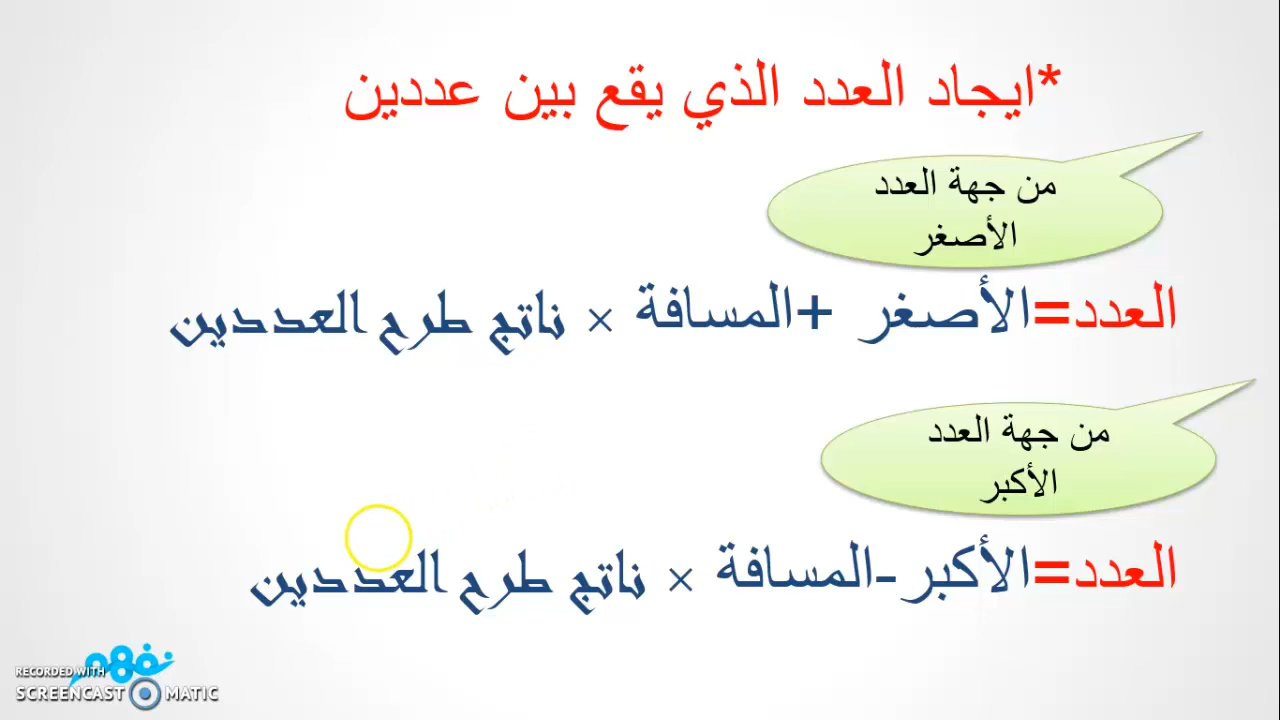 *ايجاد العدد الذي يقع بين عددين
من جهة العدد
الأصغر
العدد=الأصغر +المسافة × ناتج طرح العددين
من جهة العدد
الأكبر
العدد=الأكبر-المسافة × ناتج طرح العددين
نفهم
RECORDED WITH
SCREENCAST MATIC